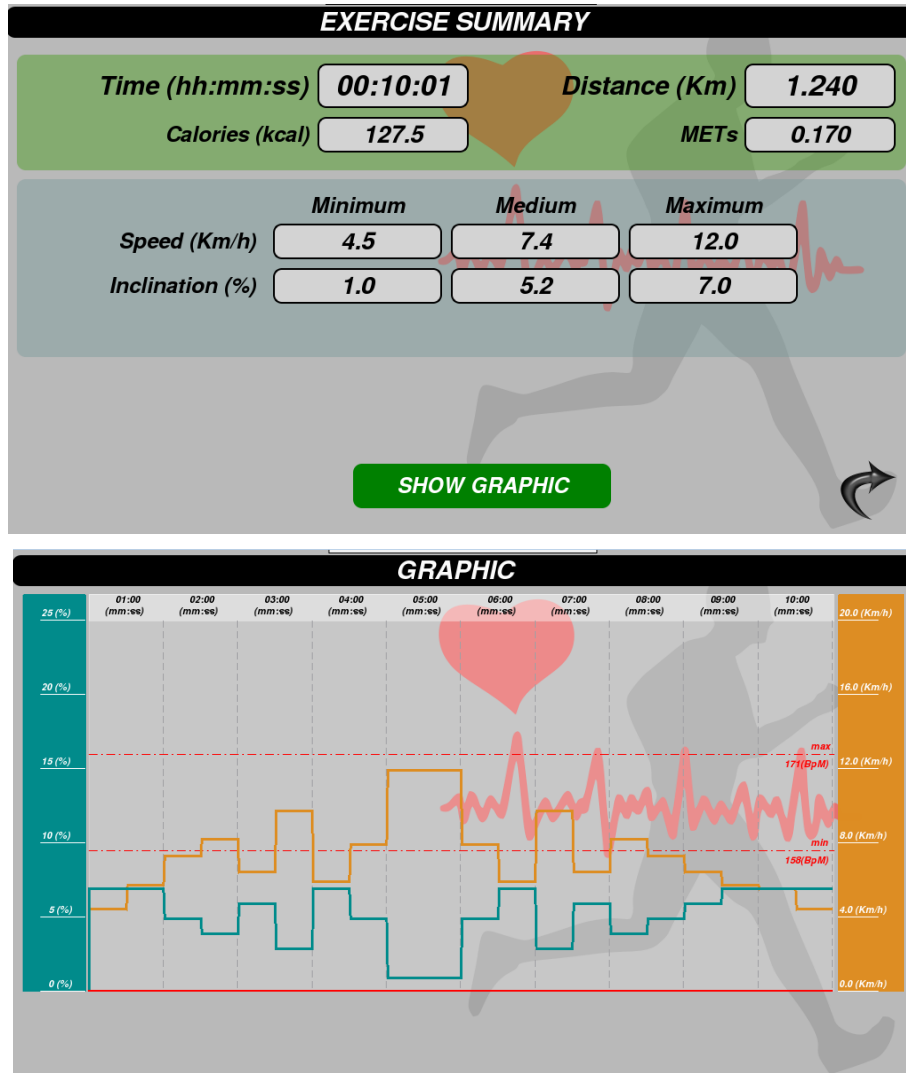 EXERCISE SUMMARY
Time (hh:mm:ss) 00:10:01 Distance (Km) 1.240
Calories (kcal) 127.5 METs 0.170
Minimum Medium Maximum
Speed (Km/h) 4.5 7.4 12.0
Inclination (%) 1.0 5.2 7.0
SHOW GRAPHIC
GRAPHIC
01:00 02:00 03:00 04:00 05:00 06:00 07:00 08:00 09:00 10:00
(mm:ss) (mm:ss) (mm:ss) (mm:ss) (mm:ss) (mm:ss) (mm:ss) (mm:ss) (mm:ss) (mm:ss)
25 (%) 20.0 (Km/h)
20 (%) 16.0 (Km/h)
max
15 (%) 171(BpM) 12.0 (Km/h)
10 (%) min 8.0 (Km/h)
158(BpM)
5 (%) 4.0 (Km/h)
0 (%) 0.0 (Km/h)